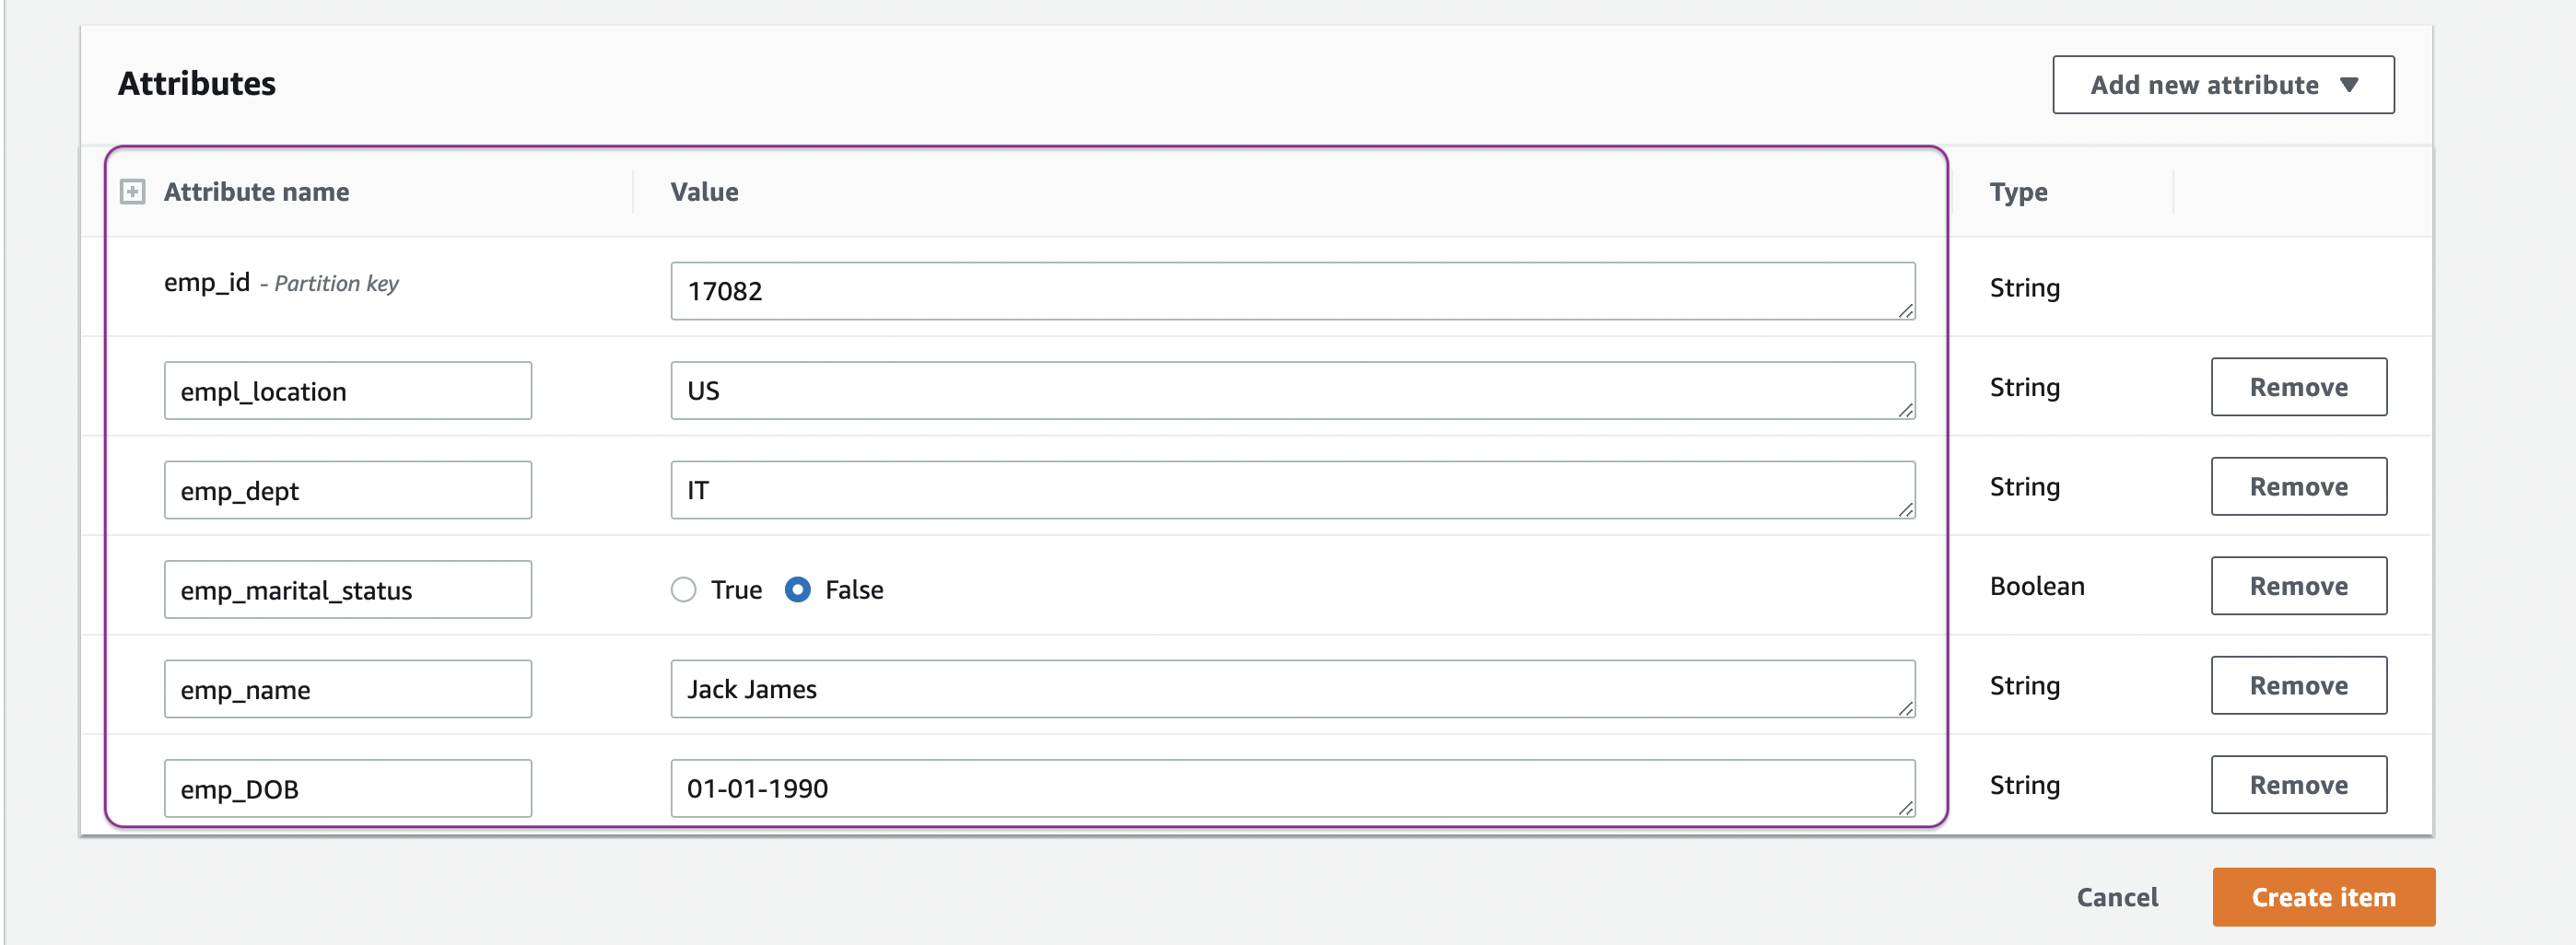 Attributes
Add new attribute
Attribute name Value Type
emp_id - Partition key 17082 String
empl_location US String Remove
emp_dept IT String Remove
emp_marital_status True False Boolean Remove
emp_name Jack James String Remove
emp_DOB 01-01-1990 String Remove
Cancel Create item